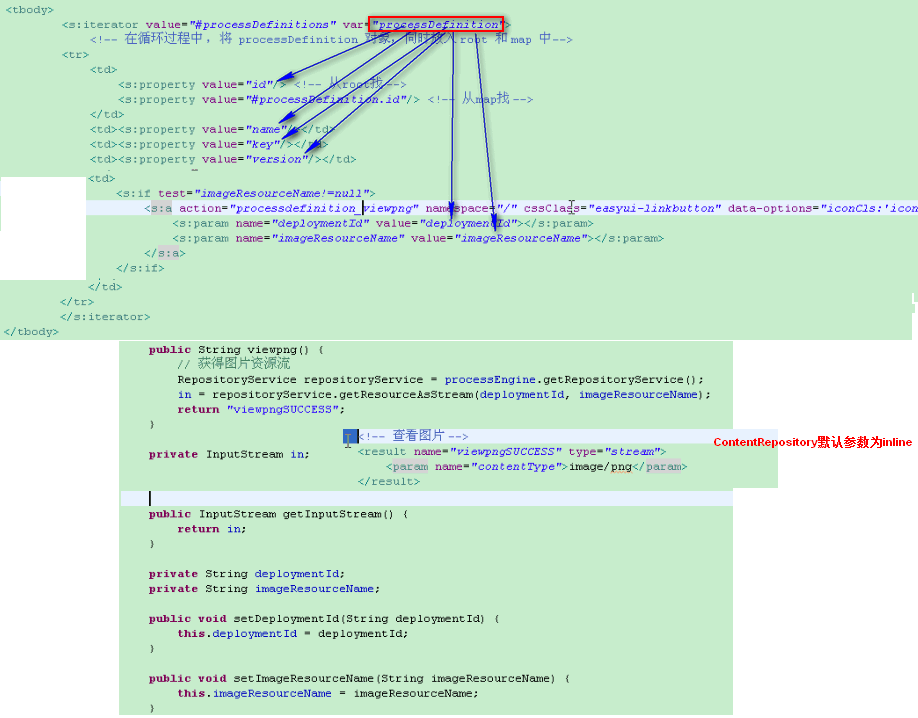 <tbody>
<s:iterator value="#processDefinitions" var="processDefinition">
<!-- 在循环过程中，将 processDefinition 对象，同时放入 root 和 map 中-->
<tr>
<td>
<s:property value="id"/> <!-- 从root找-->
<s:property value="#processDefinition.id"/> <!-- 从map找 -->
</td>
<td><s:property value="name"/></td>
<td><s:property value="key"/></td>
<td><s:property value="version"/></td>
<td>
<s:if test="imageResourceName!=null">
<s:a action="processdefinition_viewpng" namespace="/" cssClass="easyui-linkbutton" data-options="iconCls:'icon
<s:param name="deploymentId" value="deploymentId"></s:param>
<s:param name="imageResourceName" value="imageResourceName"></s:param>
</s:a>
</s:if>
</td>
</tr>
</s:iterator>
</tbody>
public String viewpng() {
// 获得图片资源流
RepositoryService repositoryService = processEngine.getRepositoryService();
in = repositoryService.getResourceAsStream(deploymentId, imageResourceName);
return "viewpngSUCCESS";
}
<!-- 查看图片 -->
ContentRepository默认参数为inline
<result name="viewpngSUCCESS" type="stream">
<param name="contentType">image/png</param>
</result>
private InputStream in;
public InputStream getInputStream() {
return in;
}
private String deploymentId;
private String imageResourceName;
public void setDeploymentId(String deploymentId) {
this.deploymentId = deploymentId;
}
public void setImageResourceName(String imageResourceName) {
this.imageResourceName = imageResourceName;
}